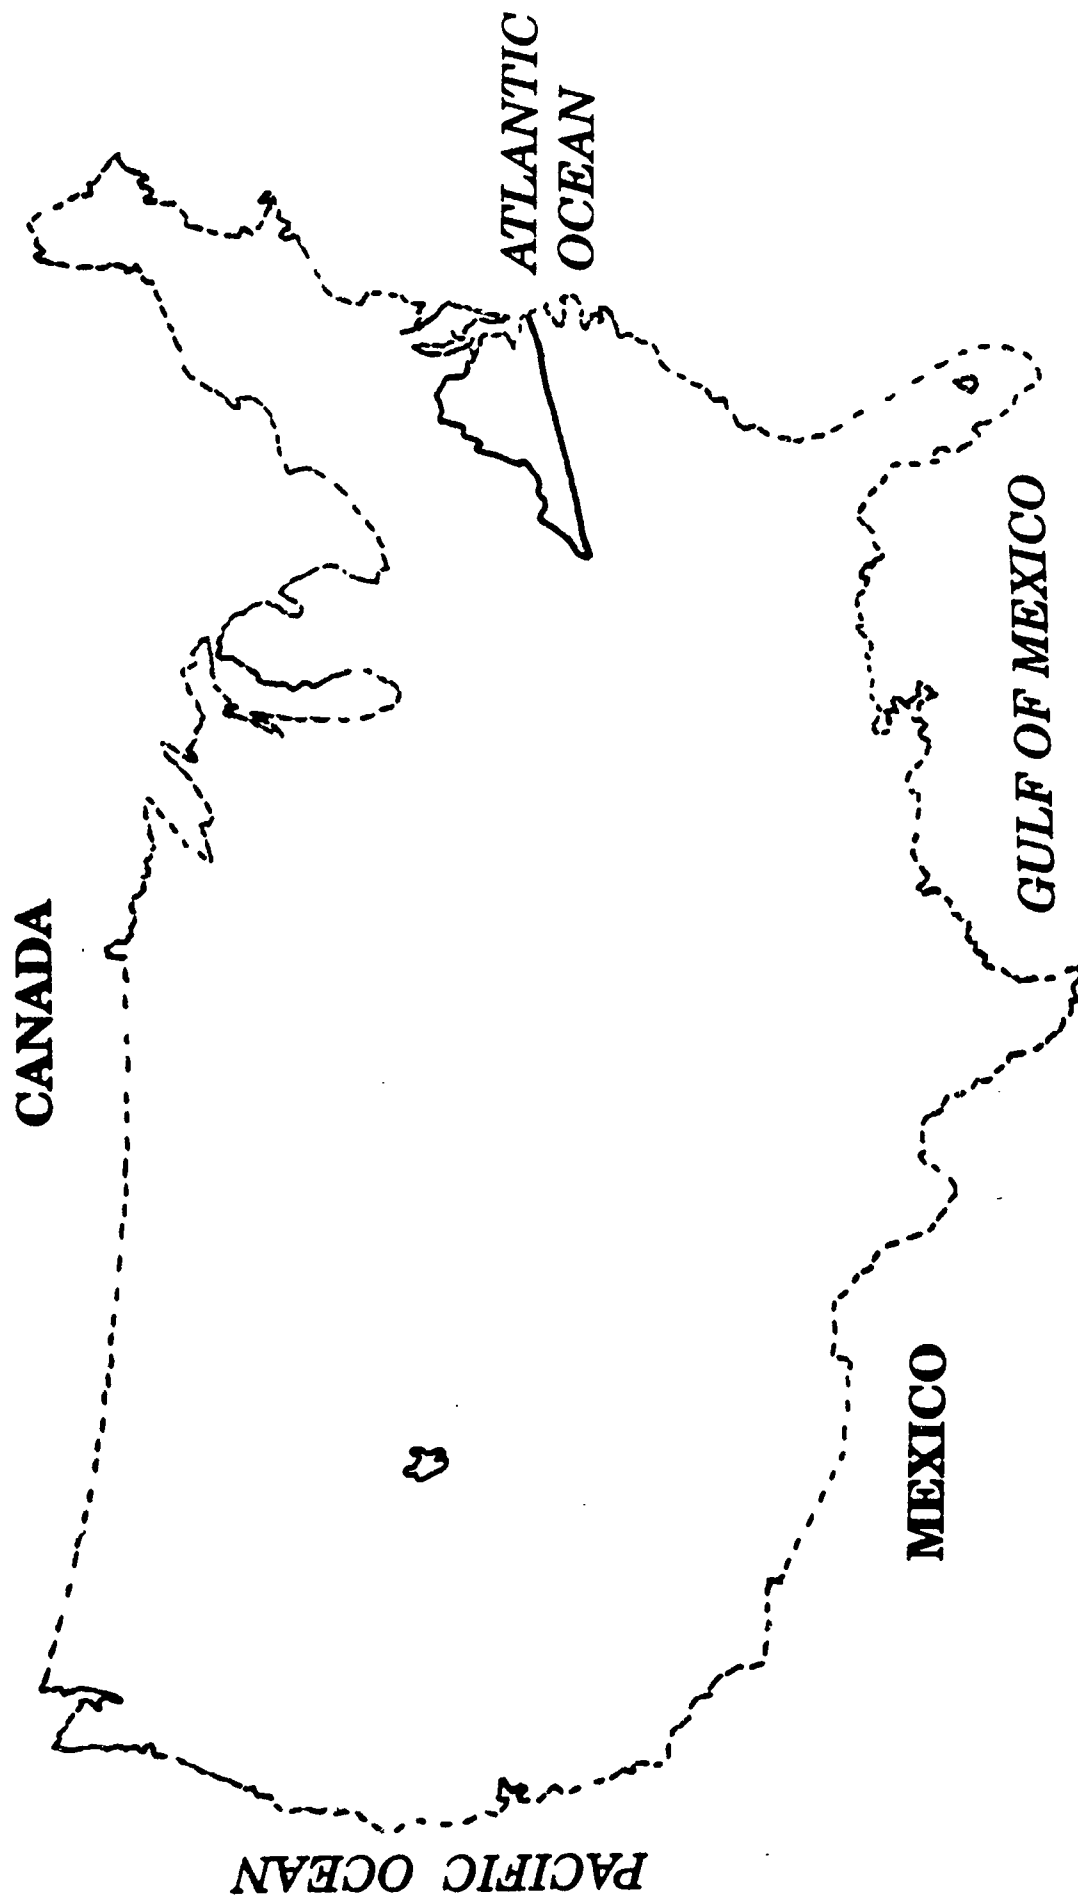 CANADA
ATLANTIC
OCEAN
GULF OF MEXICO
MEXICO
PACIFIC OCEAN